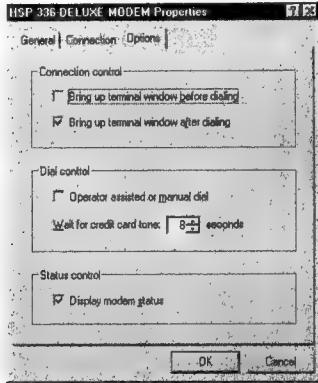 HSP 336 DELUXE MODEM Properties
General Connection Options
Connection control
Bring up terminal window before dialing
Bring up terminal window after dialing
Dial control
Operator assisted or manual dial
Wait for credit card tone: 8 seconds
Status control
Display modem status
OK Cancel